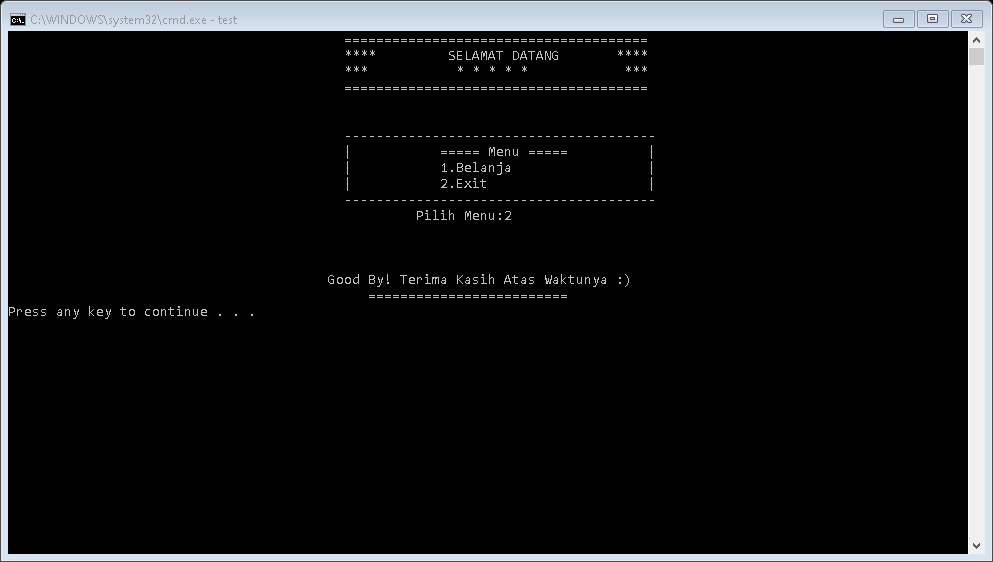 C:\WINDOWS\system32\cmd.exe - test
======================================
**** SELAMAT DATANG ****
*** * * * * * ***
======================================
---------------------------------------
| ===== Menu ===== |
| 1.Belanja |
| 2.Exit |
---------------------------------------
Pilih Menu:2
Good By! Terima Kasih Atas Waktunya :)
=========================
Press any key to continue . . .